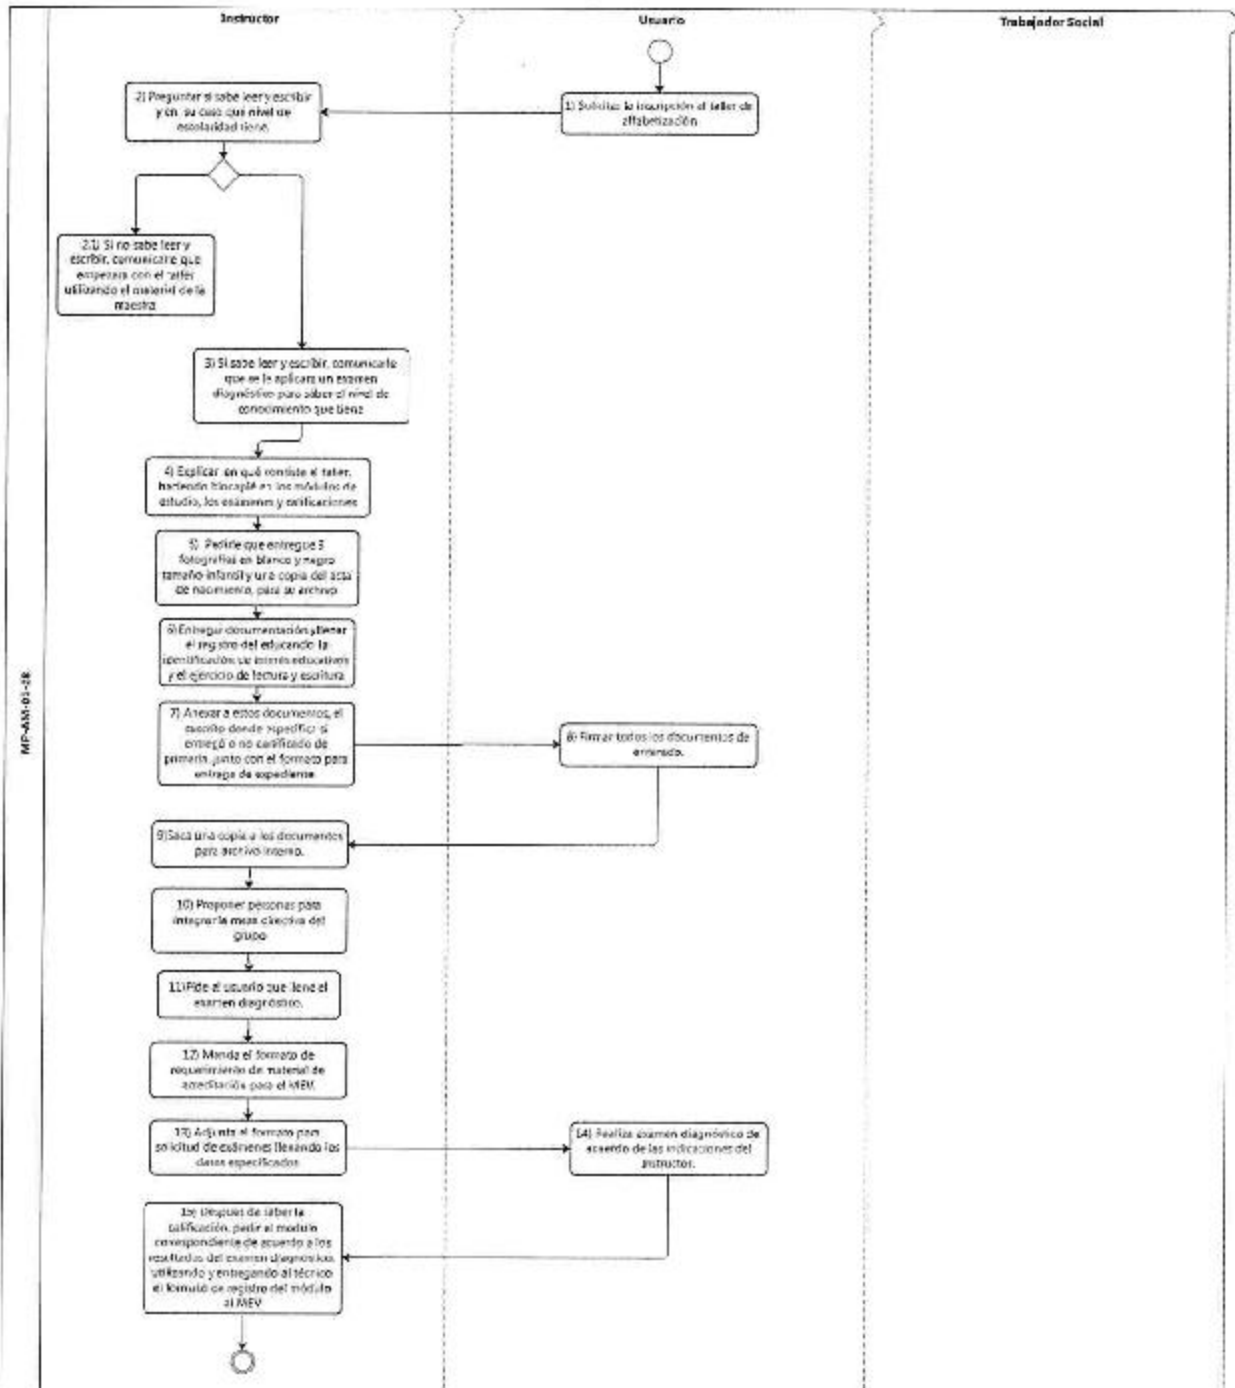 Instructor
Usuario
Trabajador Social
MP-AM-01-28
1) Solicitar la inscripción al taller de
alfabetización
2) Preguntar si sabe leer y escribir
y en su caso qué nivel de
escolaridad tiene.
2.1) Si no sabe leer y
escribir, comunicarle que
empezara con el taller
utilizando el material de la
maestra
3) Si sabe leer y escribir, comunicarle
que se le aplicara un examen
diagnóstico para saber el nivel de
conocimiento que tiene
4) Explicar en qué consiste el taller,
haciendo hincapié en los módulos de
estudio, los exámenes y calificaciones
5) Pedirle que entregue 3
fotografías en blanco y negro
tamaño infantil y una copia del acta
de nacimiento, para su archivo
6) Entregar documentación
el registro del educando la
identificación de interés educativos
y el ejercicio de lectura y escritura
7) Anexar a estos documentos, el
escrito donde especifica si
entregó o no certificado de
primaria, junto con el formato para
entrega de expediente
8) Firmar todos los documentos de
enterado.
9) Saca una copia a los documentos
para archivo interno.
10) Proponer personas para
integrar la mesa directiva del
grupo
11) Pide al usuario que llene el
examen diagnóstico.
12) Manda el formato de
requerimiento de material de
acreditación para el MEV.
13) Adjunta el formato para
solicitud de exámenes llenando los
datos especificados
14) Realiza examen diagnóstico de
acuerdo de las indicaciones del
instructor.
15) Después de saber la
calificación, pedir el modulo
correspondiente de acuerdo a los
resultados del examen diagnóstico,
utilizando y entregando al técnico
el formato de registro del módulo
al MEV